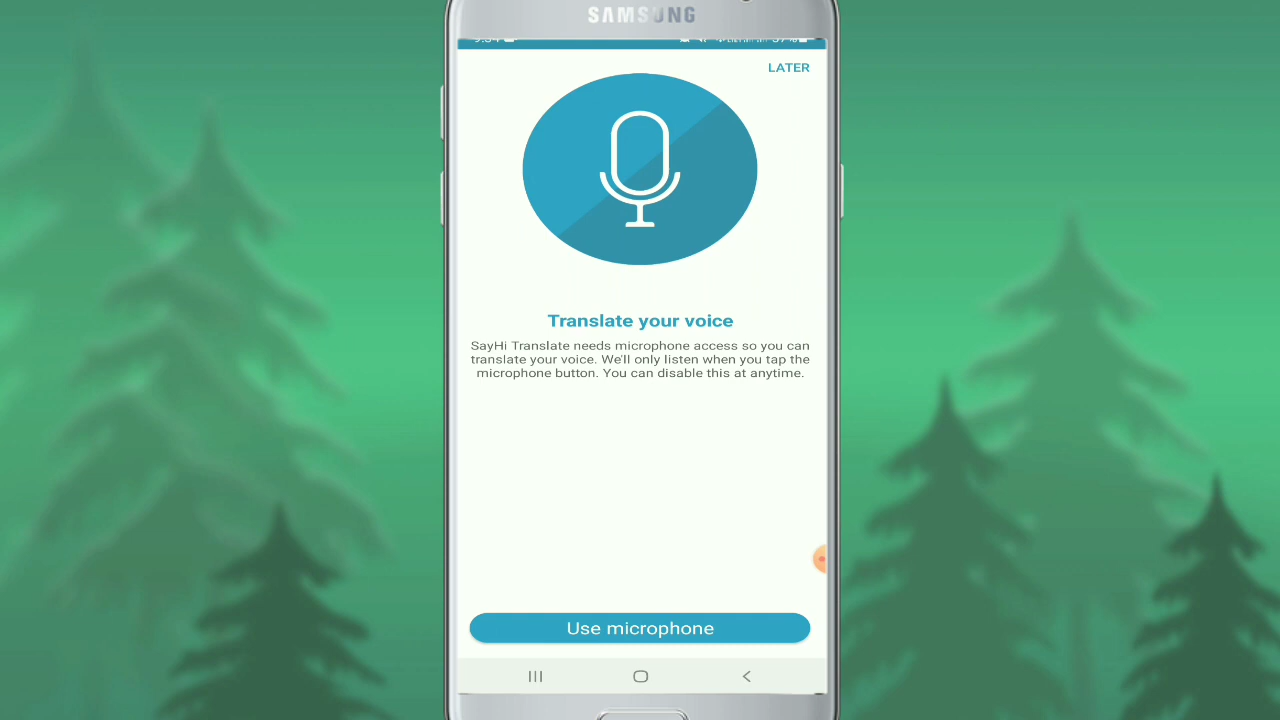 SAMSUNG
LATER
Translate your voice
SayHi Translate needs microphone access so you can
translate your voice. We'll only listen when you tap the
microphone button. You can disable this at anytime.
Use microphone